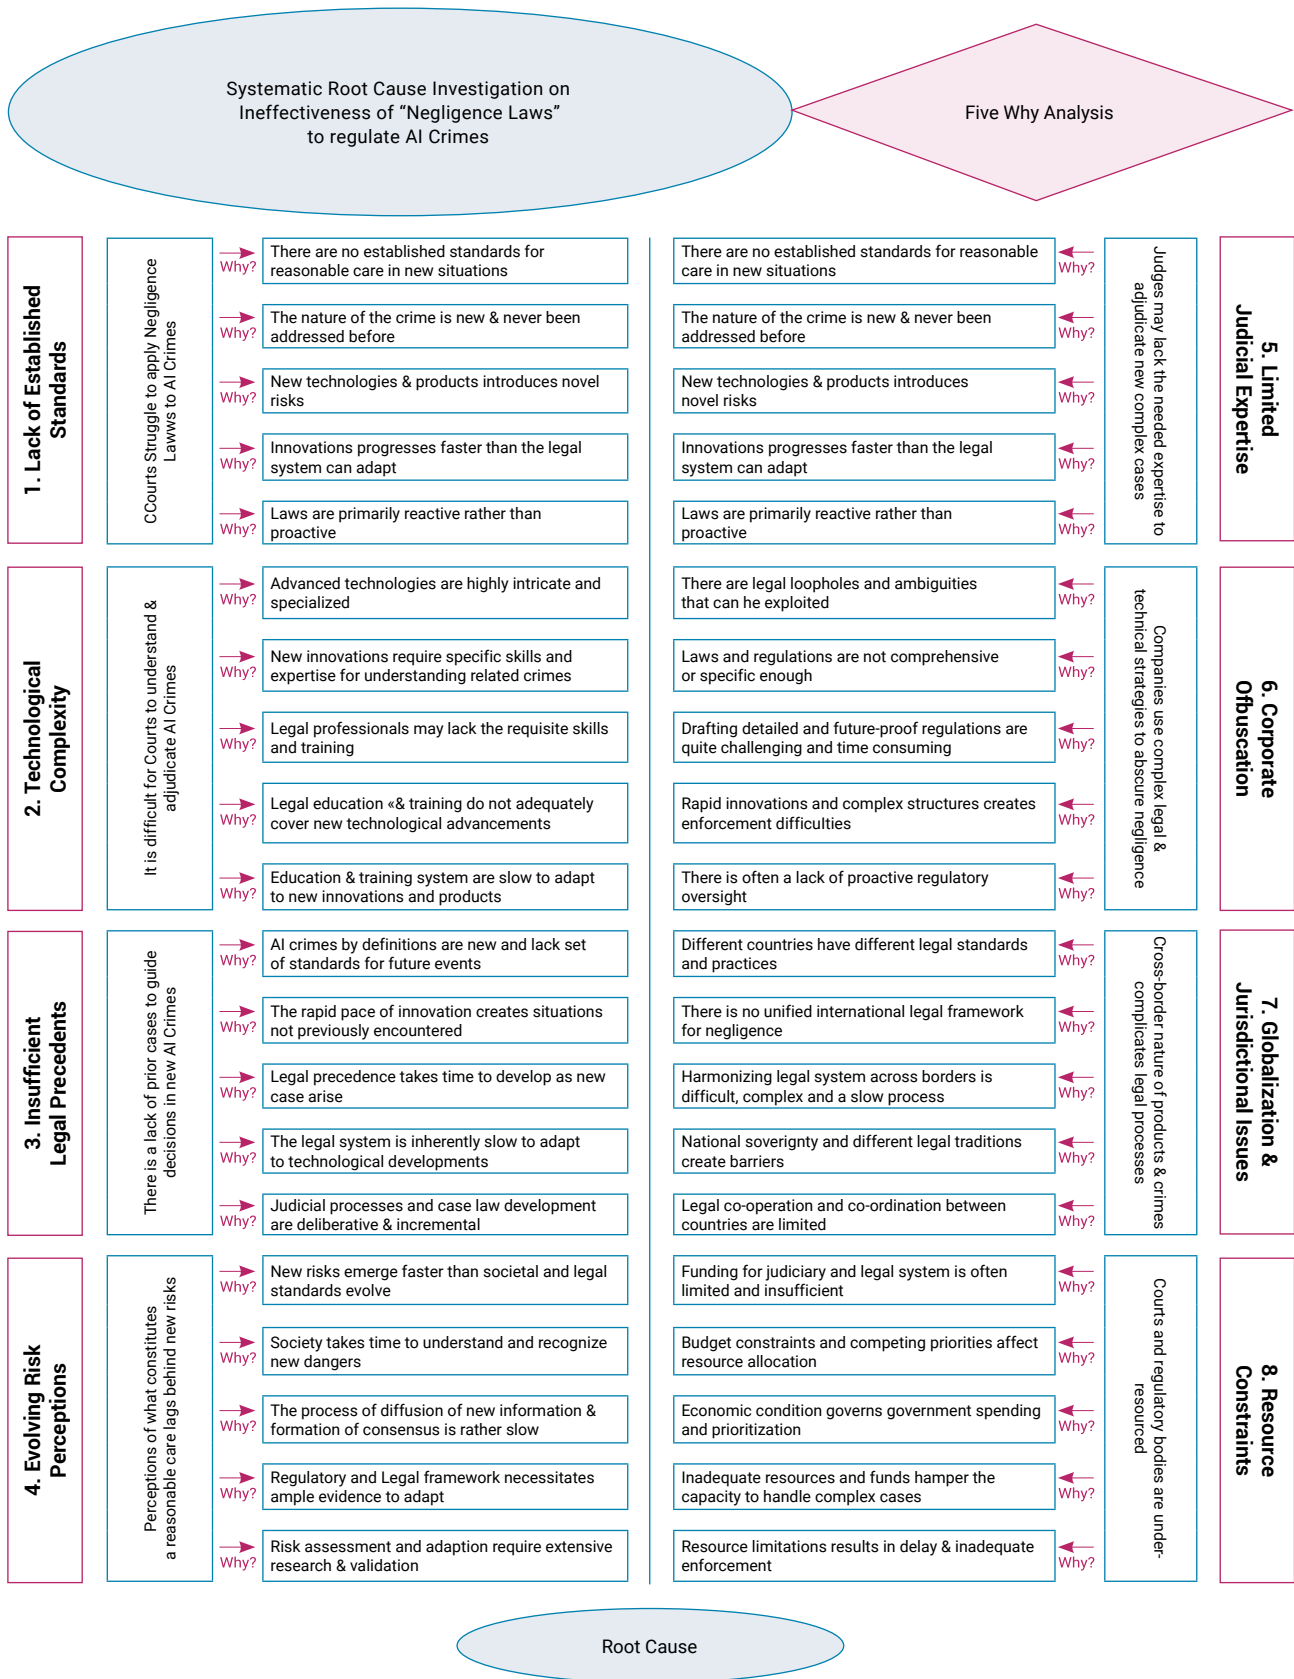 Systematic Root Cause Investigation on
Ineffectiveness of “Negligence Laws”
to regulate AI Crimes
Five Why Analysis
1. Lack of Established
Standards
CCourts Struggle to apply Negligence
Lawws to AI Crimes
Why?
There are no established standards for
reasonable care in new situations
Why?
The nature of the crime is new & never been
addressed before
Why?
New technologies & products introduces novel
risks
Why?
Innovations progresses faster than the legal
system can adapt
Why?
Laws are primarily reactive rather than
proactive
2. Technological
Complexity
It is difficult for Courts to understand &
adjudicate AI Crimes
Why?
Advanced technologies are highly intricate and
specialized
Why?
New innovations require specific skills and
expertise for understanding related crimes
Why?
Legal professionals may lack the requisite skills
and training
Why?
Legal education «& training do not adequately
cover new technological advancements
Why?
Education & training system are slow to adapt
to new innovations and products
3. Insufficient
Legal Precedents
There is a lack of prior cases to guide
decisions in new AI Crimes
Why?
AI crimes by definitions are new and lack set
of standards for future events
Why?
The rapid pace of innovation creates situations
not previously encountered
Why?
Legal precedence takes time to develop as new
case arise
Why?
The legal system is inherently slow to adapt
to technological developments
Why?
Judicial processes and case law development
are deliberative & incremental
4. Evolving Risk
Perceptions
Perceptions of what constitutes
a reasonable care lags behind new risks
Why?
New risks emerge faster than societal and legal
standards evolve
Why?
Society takes time to understand and recognize
new dangers
Why?
The process of diffusion of new information &
formation of consensus is rather slow
Why?
Regulatory and Legal framework necessitates
ample evidence to adapt
Why?
Risk assessment and adaption require extensive
research & validation
5. Limited
Judicial Expertise
Judges may lack the needed expertise to
adjudicate new complex cases
Why?
There are no established standards for reasonable
care in new situations
Why?
The nature of the crime is new & never been
addressed before
Why?
New technologies & products introduces
novel risks
Why?
Innovations progresses faster than the legal
system can adapt
Why?
Laws are primarily reactive rather than
proactive
6. Corporate
Ofbuscation
Companies use complex legal &
technical strategies to abscure negligence
Why?
There are legal loopholes and ambiguities
that can he exploited
Why?
Laws and regulations are not comprehensive
or specific enough
Why?
Drafting detailed and future-proof regulations are
quite challenging and time consuming
Why?
Rapid innovations and complex structures creates
enforcement difficulties
Why?
There is often a lack of proactive regulatory
oversight
7. Globalization &
Jurisdictional Issues
Cross-border nature of products & crimes
complicates legal processes
Why?
Different countries have different legal standards
and practices
Why?
There is no unified international legal framework
for negligence
Why?
Harmonizing legal system across borders is
difficult, complex and a slow process
Why?
National soverignty and different legal traditions
create barriers
Why?
Legal co-operation and co-ordination between
countries are limited
8. Resource
Constraints
Courts and regulatory bodies are under-
resourced
Why?
Funding for judiciary and legal system is often
limited and insufficient
Why?
Budget constraints and competing priorities affect
resource allocation
Why?
Economic condition governs government spending
and prioritization
Why?
Inadequate resources and funds hamper the
capacity to handle complex cases
Why?
Resource limitations results in delay & inadequate
enforcement
Root Cause